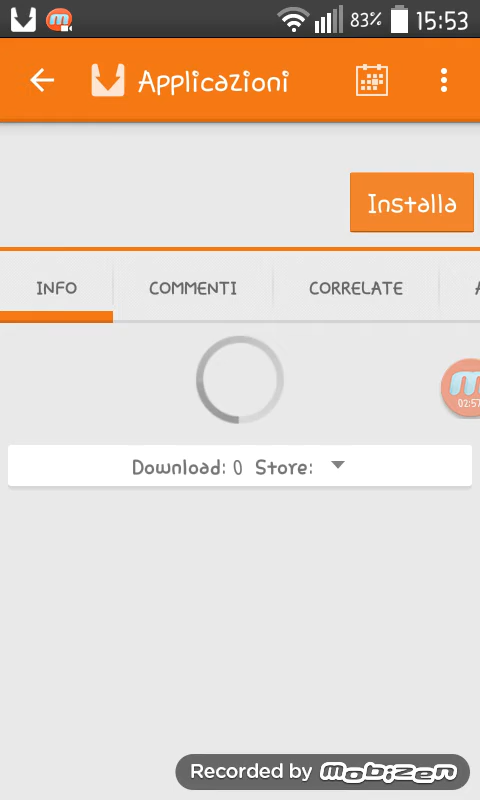 83% 15:53
Applicazioni
Installa
INFO COMMENTI CORRELATE
02:57
Download: 0 Store:
Recorded by mobizen